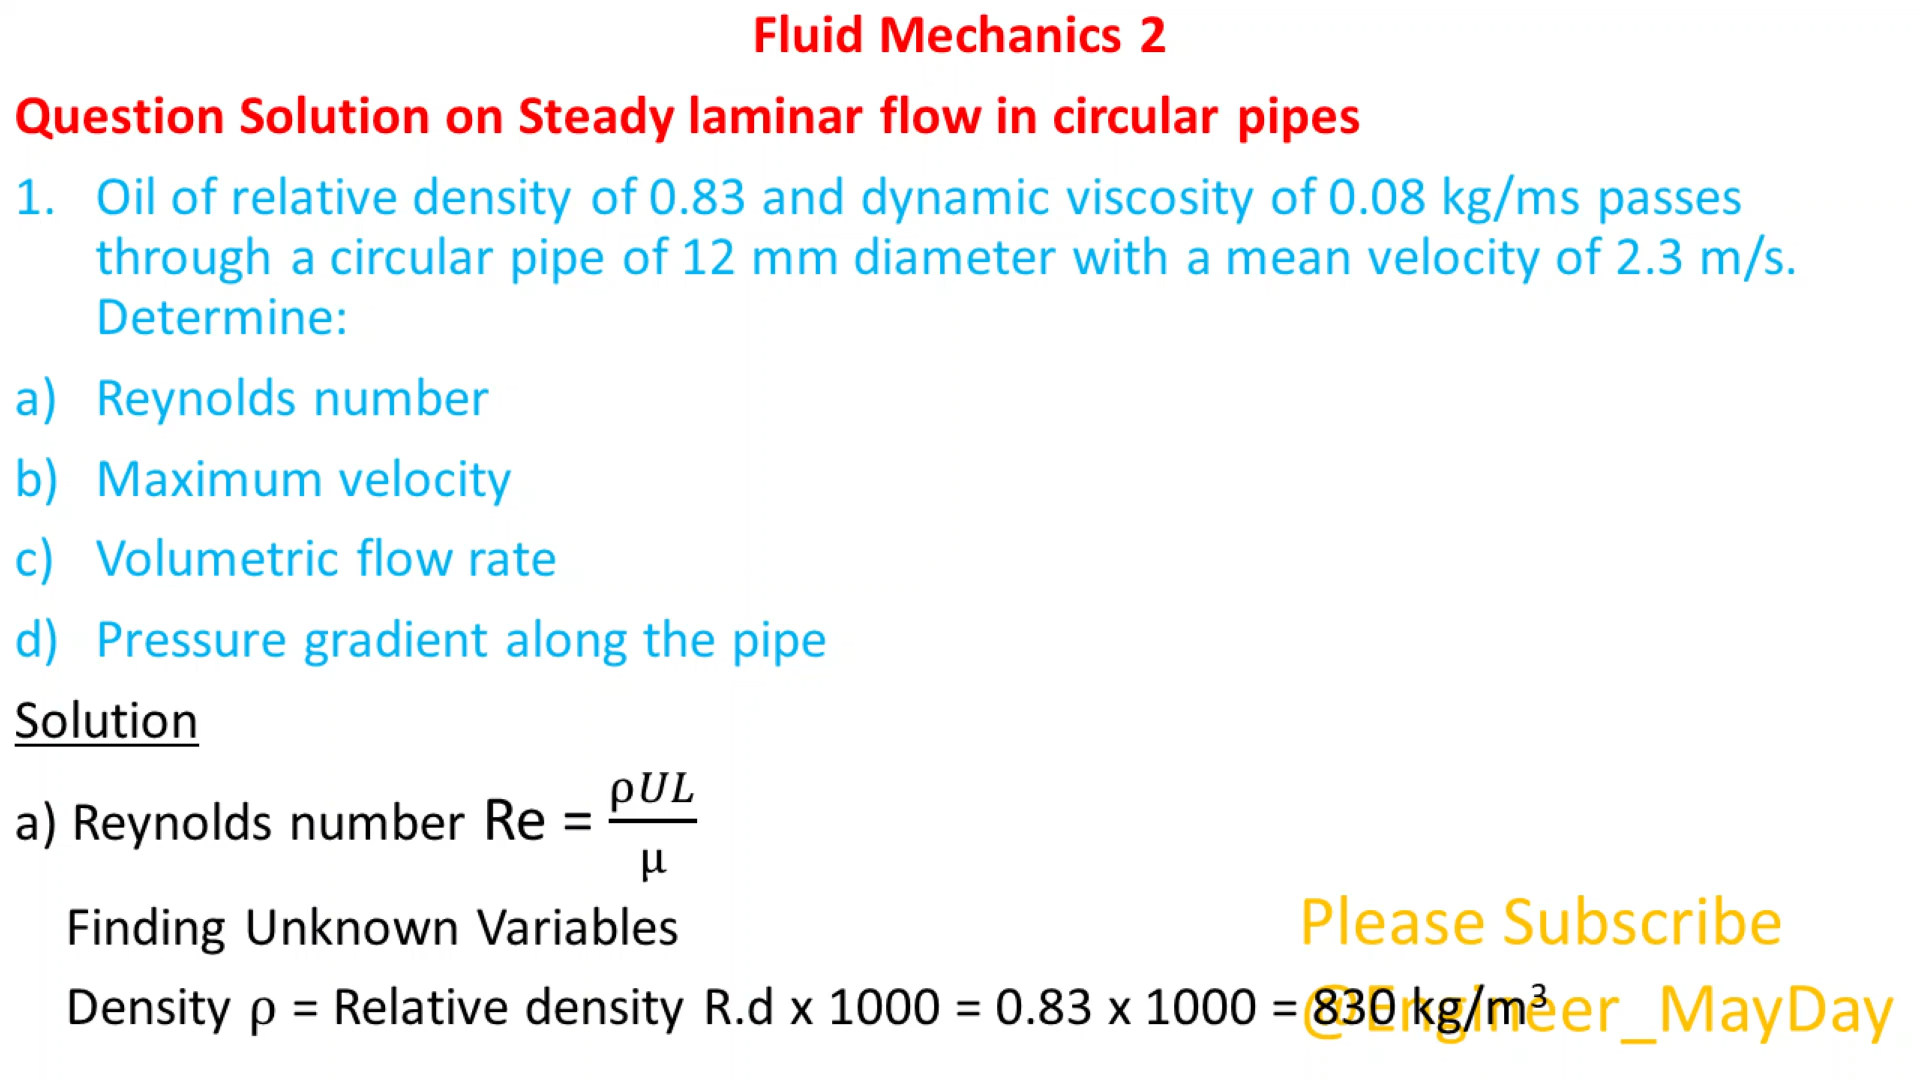 Fluid Mechanics 2
Question Solution on Steady laminar flow in circular pipes
1. Oil of relative density of 0.83 and dynamic viscosity of 0.08 kg/ms passes
through a circular pipe of 12 mm diameter with a mean velocity of 2.3 m/s.
Determine:
a) Reynolds number
b) Maximum velocity
c) Volumetric flow rate
d) Pressure gradient along the pipe
Solution
a) Reynolds number Re = ρUL/μ
Finding Unknown Variables
Please Subscribe
Density ρ = Relative density R.d x 1000 = 0.83 x 1000 = 830 kg/m³
@Engineer_MayDay